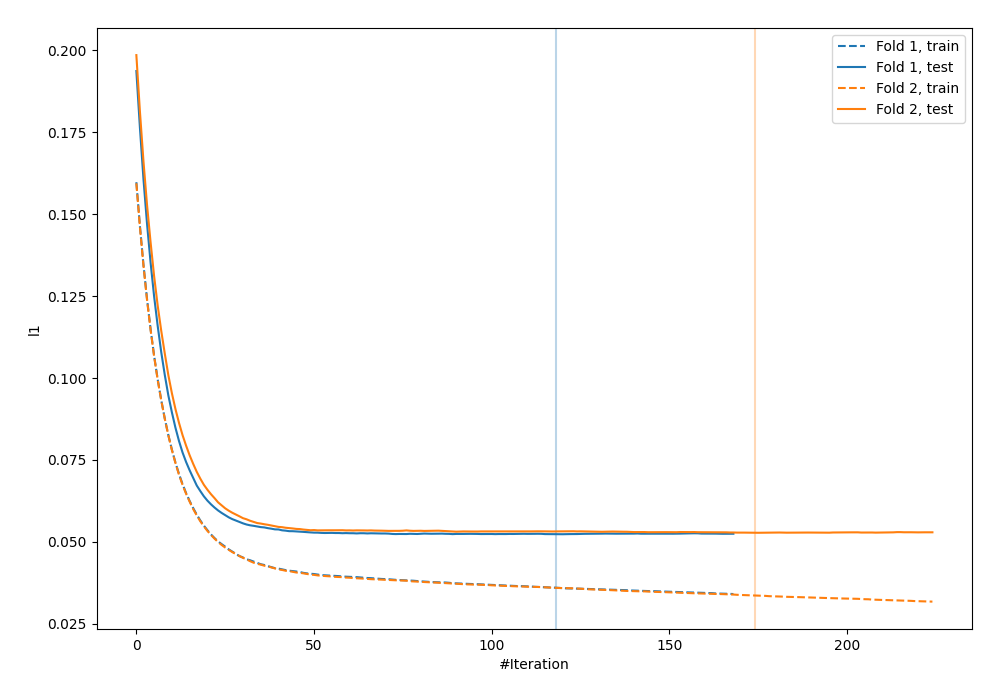 0.200
0.175
0.150
0.125
0.100
0.075
0.050
0.025
l1
0
50
100
150
200
#Iteration
Fold 1, train
Fold 1, test
Fold 2, train
Fold 2, test